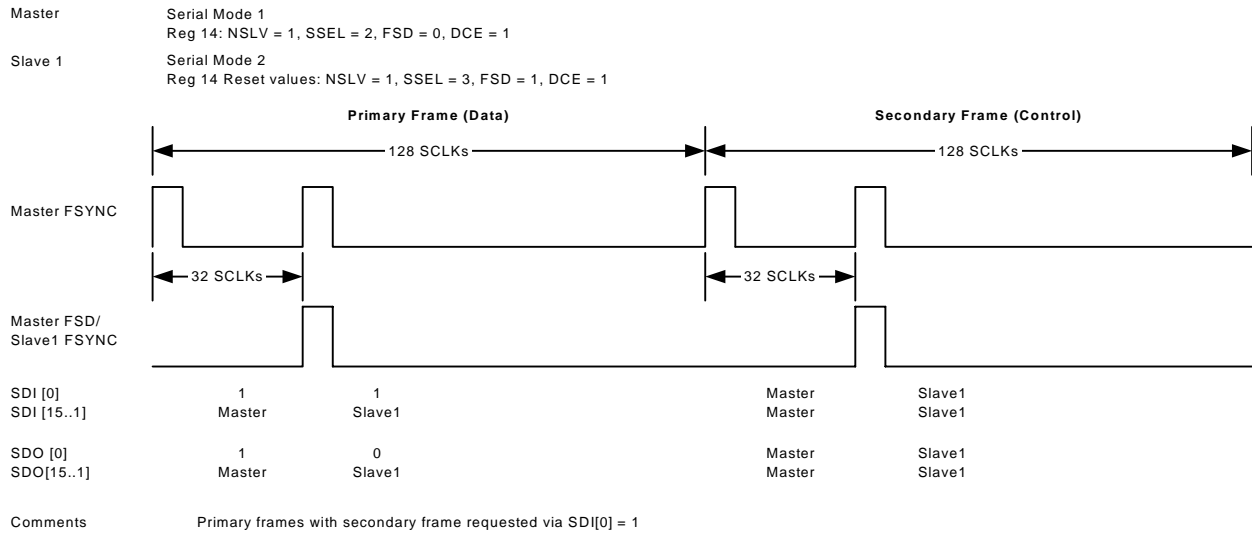 Master Serial Mode 1
Reg 14: NSLV = 1, SSEL = 2, FSD = 0, DCE = 1
Slave 1 Serial Mode 2
Reg 14 Reset values: NSLV = 1, SSEL = 3, FSD = 1, DCE = 1
Primary Frame (Data) Secondary Frame (Control)
128 SCLKs 128 SCLKs
Master FSYNC
32 SCLKs 32 SCLKs
Master FSD/
Slave1 FSYNC
SDI [0] 1 1 Master Slave1
SDI [15..1] Master Slave1 Master Slave1
SDO [0] 1 0 Master Slave1
SDO[15..1] Master Slave1 Master Slave1
Comments Primary frames with secondary frame requested via SDI[0] = 1